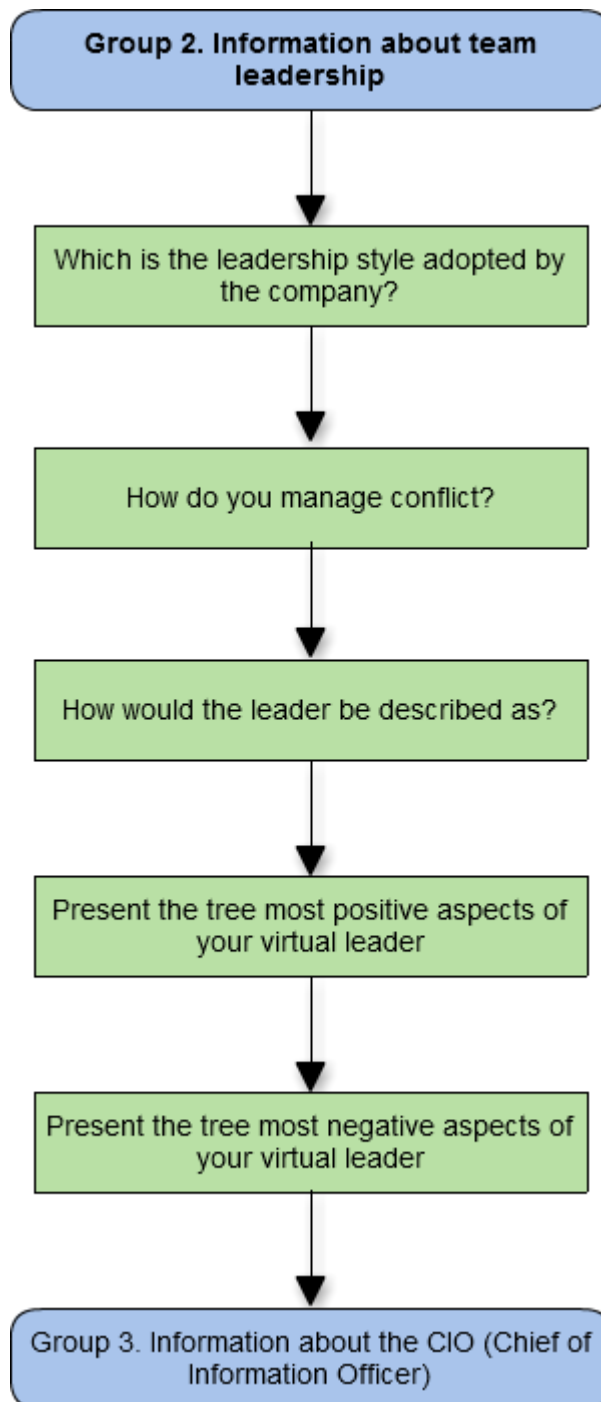 Group 2. Information about team
leadership
Which is the leadership style adopted by
the company?
How do you manage conflict?
How would the leader be described as?
Present the tree most positive aspects of
your virtual leader
Present the tree most negative aspects of
your virtual leader
Group 3. Information about the CIO (Chief of
Information Officer)